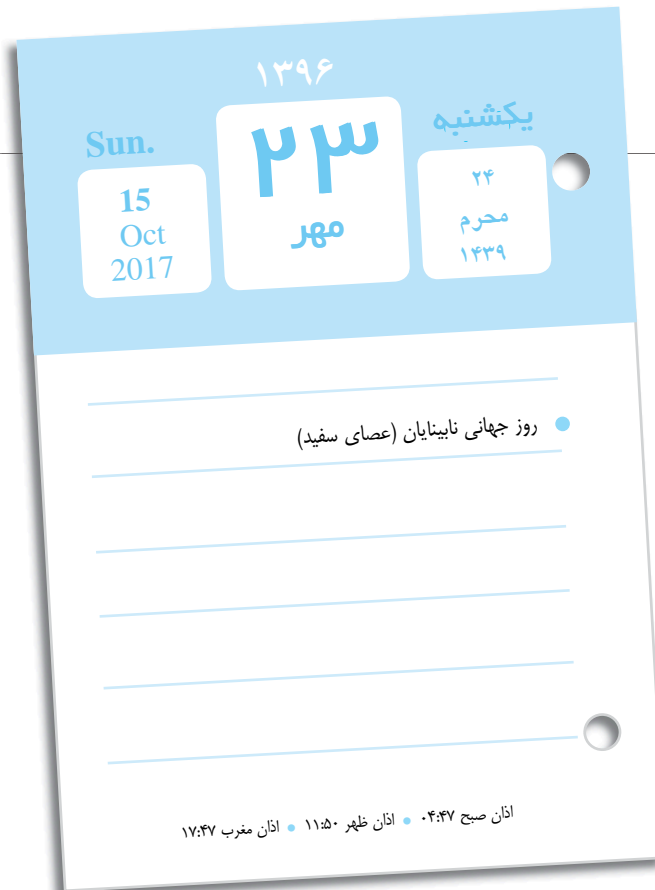 ۱۳۹۶
یکشنبه
۲۴
محرم
۱۴۳۹
۲۳
مهر
Sun.
15
Oct
2017
روز جهانی نابینایان (عصای سفید)
اذان صبح ۰۴:۴۷ • اذان ظهر ۱۱:۵۰ • اذان مغرب ۱۷:۴۷